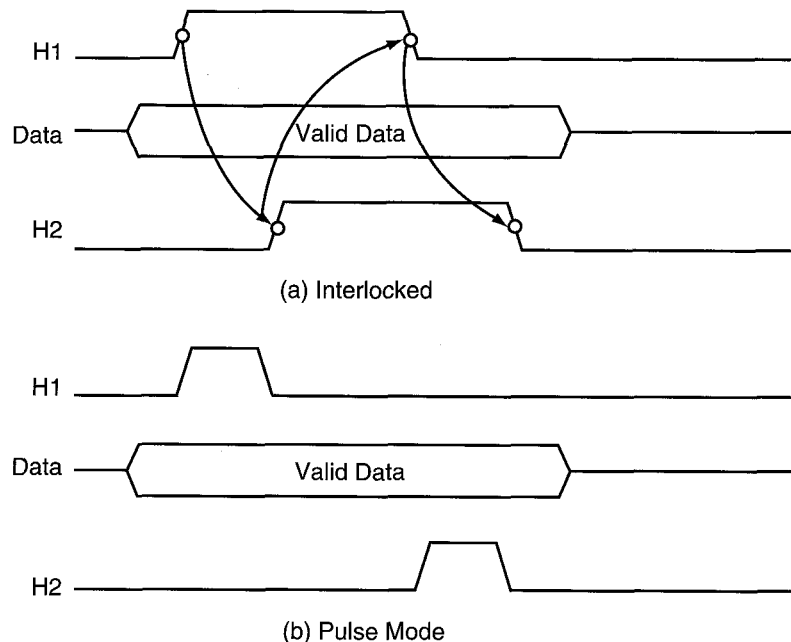 H1
Data
Valid Data
H2
(a) Interlocked
H1
Data
Valid Data
H2
(b) Pulse Mode